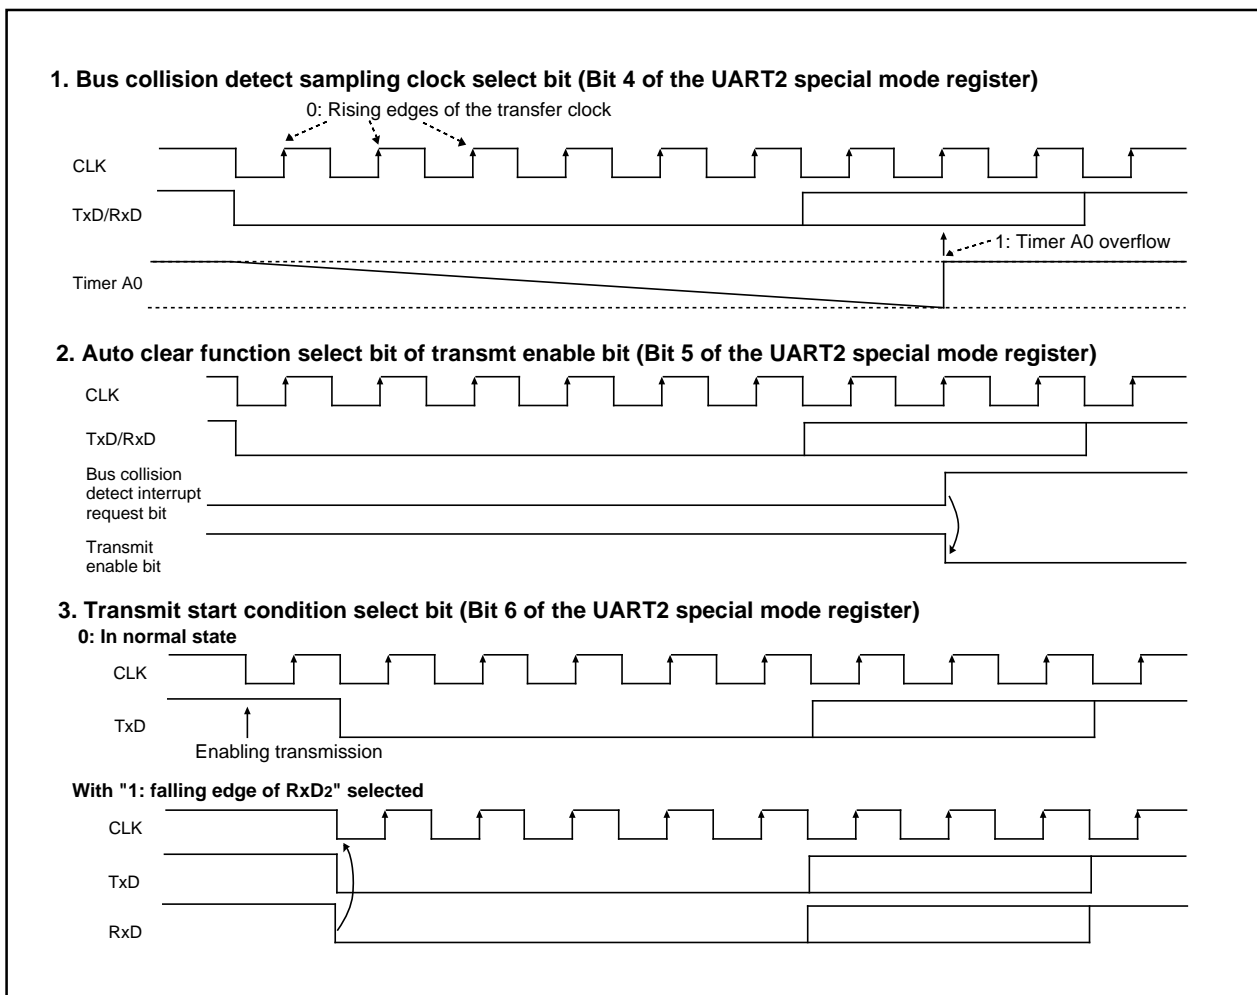 1. Bus collision detect sampling clock select bit (Bit 4 of the UART2 special mode register)
0: Rising edges of the transfer clock
CLK
TxD/RxD
1: Timer A0 overflow
Timer A0
2. Auto clear function select bit of transmt enable bit (Bit 5 of the UART2 special mode register)
CLK
TxD/RxD
Bus collision
detect interrupt
request bit
Transmit
enable bit
3. Transmit start condition select bit (Bit 6 of the UART2 special mode register)
0: In normal state
CLK
TxD
Enabling transmission
With "1: falling edge of RxD2" selected
CLK
TxD
RxD